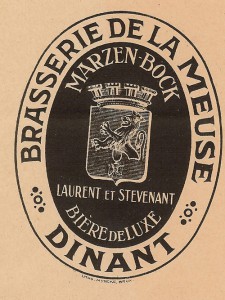 BRASSERIE DE LA MEUSE
MARZEN-BOCK
LAURENT ET STEVENANT
BIÈRE DE LUXE
DINANT